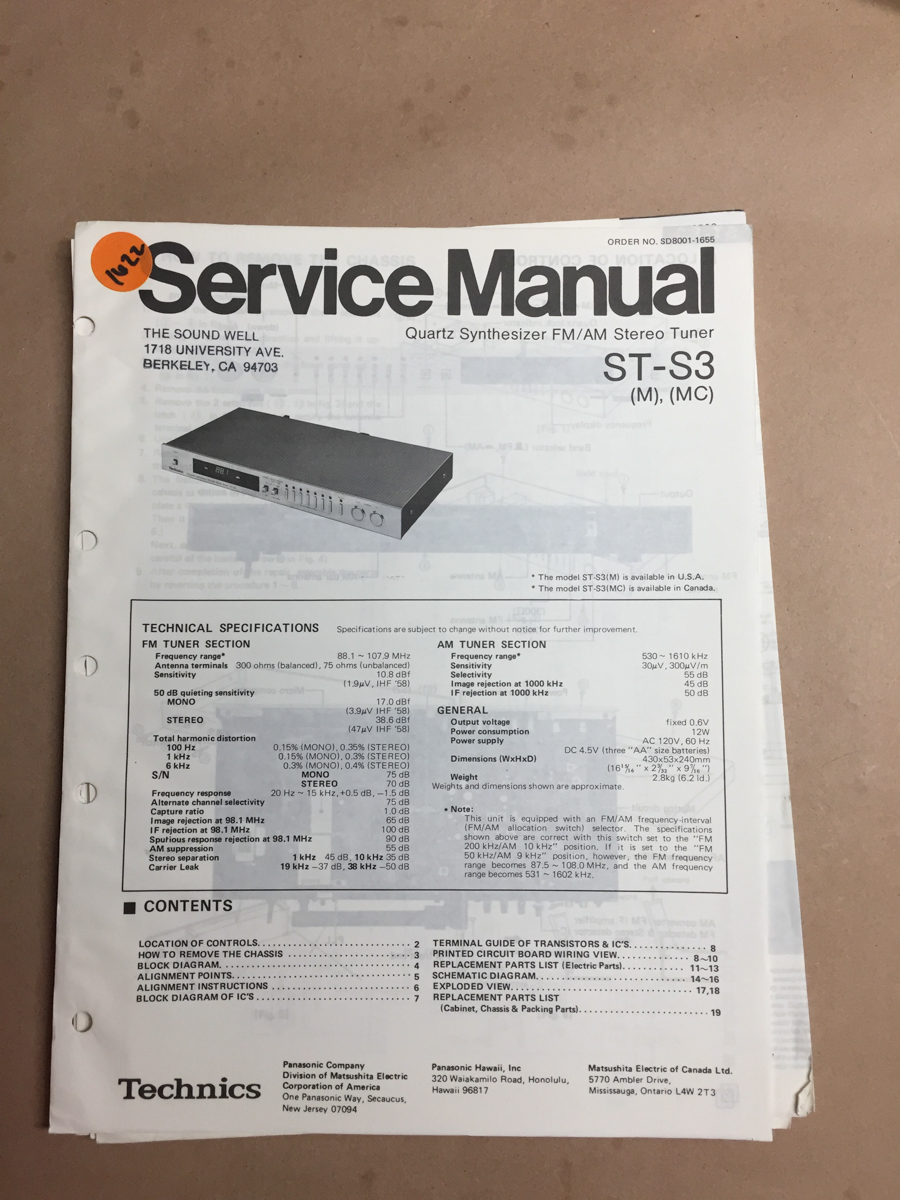 ORDER NO. SD8001-1655
1622
Service Manual
THE SOUND WELL
1718 UNIVERSITY AVE.
BERKELEY, CA 94703
Quartz Synthesizer FM/AM Stereo Tuner
ST-S3
(M), (MC)
* The model ST-S3(M) is available in U.S.A.
* The model ST-S3(MC) is available in Canada.
TECHNICAL SPECIFICATIONS Specifications are subject to change without notice for further improvement.
FM TUNER SECTION
Frequency range* 88.1 ~ 107.9 MHz
Antenna terminals 300 ohms (balanced), 75 ohms (unbalanced)
Sensitivity 10.8 dBf
(1.9μV, IHF '58)
50 dB quieting sensitivity
MONO 17.0 dBf
(3.9μV IHF '58)
STEREO 38.6 dBf
(47μV IHF '58)
Total harmonic distortion
100 Hz 0.15% (MONO), 0.35% (STEREO)
1 kHz 0.15% (MONO), 0.3% (STEREO)
6 kHz 0.3% (MONO), 0.4% (STEREO)
S/N MONO 75 dB
STEREO 70 dB
Frequency response 20 Hz ~ 15 kHz, +0.5 dB, −1.5 dB
Alternate channel selectivity 75 dB
Capture ratio 1.0 dB
Image rejection at 98.1 MHz 65 dB
IF rejection at 98.1 MHz 100 dB
Spurious response rejection at 98.1 MHz 90 dB
AM suppression 55 dB
Stereo separation 1 kHz 45 dB, 10 kHz 35 dB
Carrier Leak 19 kHz −37 dB, 38 kHz −50 dB
AM TUNER SECTION
Frequency range* 530 ~ 1610 kHz
Sensitivity 30μV, 300μV/m
Selectivity 55 dB
Image rejection at 1000 kHz 45 dB
IF rejection at 1000 kHz 50 dB
GENERAL
Output voltage fixed 0.6V
Power consumption 12W
Power supply AC 120V, 60 Hz
DC 4.5V (three "AA" size batteries)
Dimensions (WxHxD) 430x53x240mm
(16 15/16" x 2 3/32" x 9 7/16")
Weight 2.8kg (6.2 ld.)
Weights and dimensions shown are approximate.
• Note:
This unit is equipped with an FM/AM frequency-interval
(FM/AM allocation switch) selector. The specifications
shown above are correct with this switch set to the "FM
200 kHz/AM 10 kHz" position. If it is set to the "FM
50 kHz/AM 9 kHz" position, however, the FM frequency
range becomes 87.5 ~ 108.0 MHz, and the AM frequency
range becomes 531 ~ 1602 kHz.
■ CONTENTS
LOCATION OF CONTROLS 2
HOW TO REMOVE THE CHASSIS 3
BLOCK DIAGRAM 4
ALIGNMENT POINTS 5
ALIGNMENT INSTRUCTIONS 6
BLOCK DIAGRAM OF IC'S 7
TERMINAL GUIDE OF TRANSISTORS & IC'S 8
PRINTED CIRCUIT BOARD WIRING VIEW 8~10
REPLACEMENT PARTS LIST (Electric Parts) 11~13
SCHEMATIC DIAGRAM 14~16
EXPLODED VIEW 17,18
REPLACEMENT PARTS LIST
(Cabinet, Chassis & Packing Parts) 19
Technics
Panasonic Company
Division of Matsushita Electric
Corporation of America
One Panasonic Way, Secaucus,
New Jersey 07094
Panasonic Hawaii, Inc
320 Waiakamilo Road, Honolulu,
Hawaii 96817
Matsushita Electric of Canada Ltd.
5770 Ambler Drive,
Mississauga, Ontario L4W 2T3